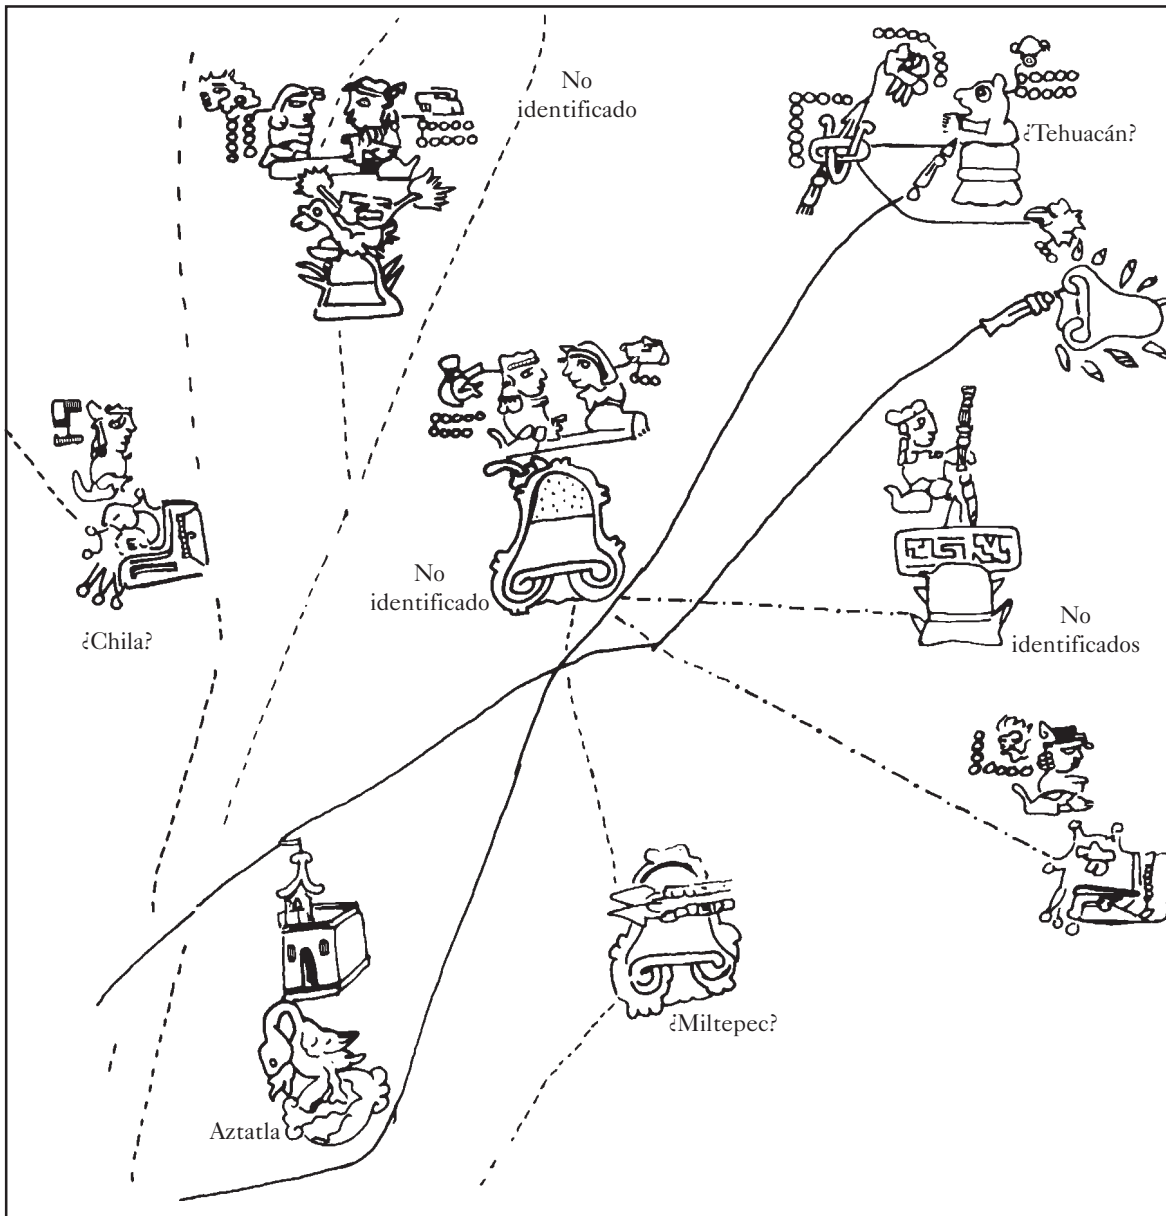 No
identificado
¿Tehuacán?
No
identificado
¿Chila?
No
identificados
¿Miltepec?
Aztatla